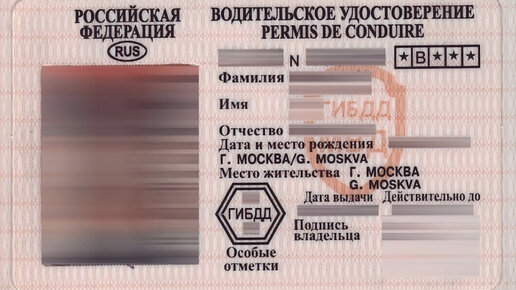 РОССИЙСКАЯ
ФЕДЕРАЦИЯ
RUS
ВОДИТЕЛЬСКОЕ УДОСТОВЕРЕНИЕ
PERMIS DE CONDUIRE
N
★B★★★
Фамилия
Имя
ГИБДД
Отчество
Дата и место рождения
Г. МОСКВА/G. MOSKVA
Место жительства Г. МОСКВА
G. MOSKVA
Дата выдачи Действительно до
ГИБДД
Подпись
владельца
Особые
отметки